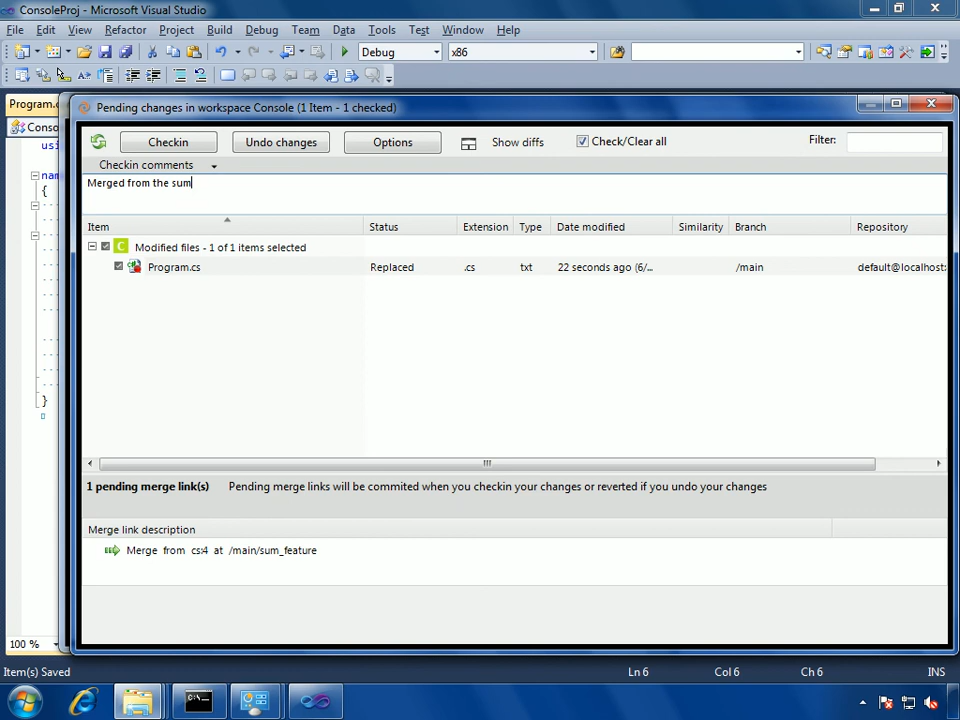 ConsoleProj - Microsoft Visual Studio
File Edit View Refactor Project Build Debug Team Data Tools Test Window Help
Debug x86
Program.c
Conso
usi
nam
{
}
Pending changes in workspace Console (1 Item - 1 checked)
Checkin Undo changes Options Show diffs Check/Clear all Filter:
Checkin comments
Merged from the sum
Item Status Extension Type Date modified Similarity Branch Repository
C Modified files - 1 of 1 items selected
Program.cs Replaced .cs txt 22 seconds ago (6/... /main default@localhost:
1 pending merge link(s) Pending merge links will be commited when you checkin your changes or reverted if you undo your changes
Merge link description
Merge from cs:4 at /main/sum_feature
100 %
Item(s) Saved Ln 6 Col 6 Ch 6 INS